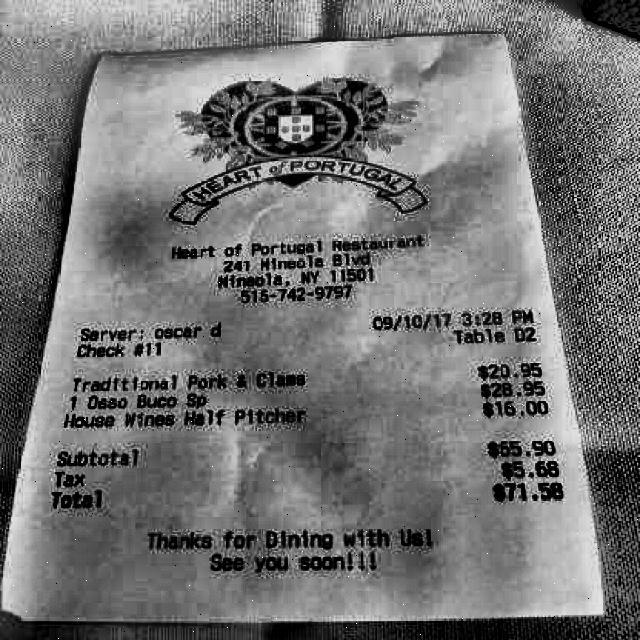 HEART of PORTUGAL
Heart of Portugal Restaurant
241 Mineola Blvd
Mineola, NY 11501
516-742-9797
Server: oscar d 09/10/17 3:28 PM
Check #11 Table D2
Traditional Pork & Clams $20.95
1 Osso Buco Sp $28.95
House Wines Half Pitcher $16.00
Subtotal $65.90
Tax $5.68
Total $71.58
Thanks for Dining with Us!
See you soon!!!